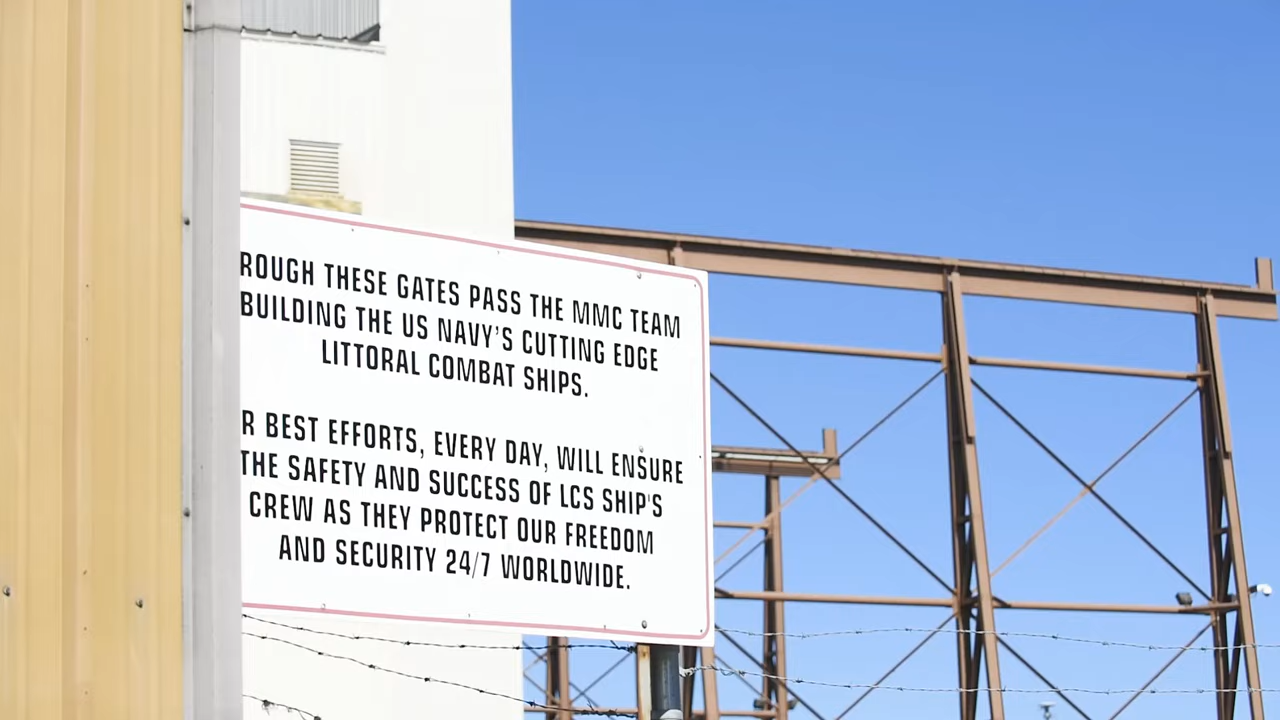 ROUGH THESE GATES PASS THE MMC TEAM
BUILDING THE US NAVY'S CUTTING EDGE
LITTORAL COMBAT SHIPS.
R BEST EFFORTS, EVERY DAY, WILL ENSURE
THE SAFETY AND SUCCESS OF LCS SHIP'S
CREW AS THEY PROTECT OUR FREEDOM
AND SECURITY 24/7 WORLDWIDE.